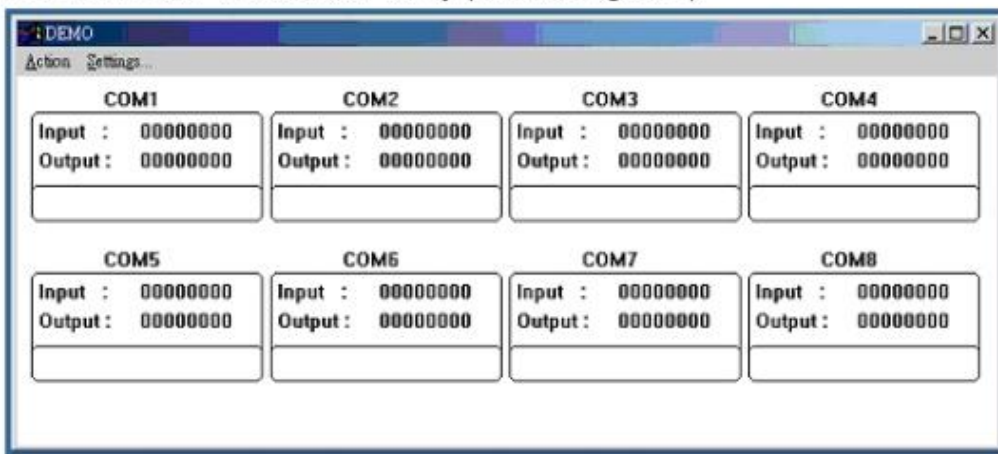 DEMO
Action Settings...
COM1 COM2 COM3 COM4
Input : 00000000 Input : 00000000 Input : 00000000 Input : 00000000
Output : 00000000 Output : 00000000 Output : 00000000 Output : 00000000
COM5 COM6 COM7 COM8
Input : 00000000 Input : 00000000 Input : 00000000 Input : 00000000
Output : 00000000 Output : 00000000 Output : 00000000 Output : 00000000